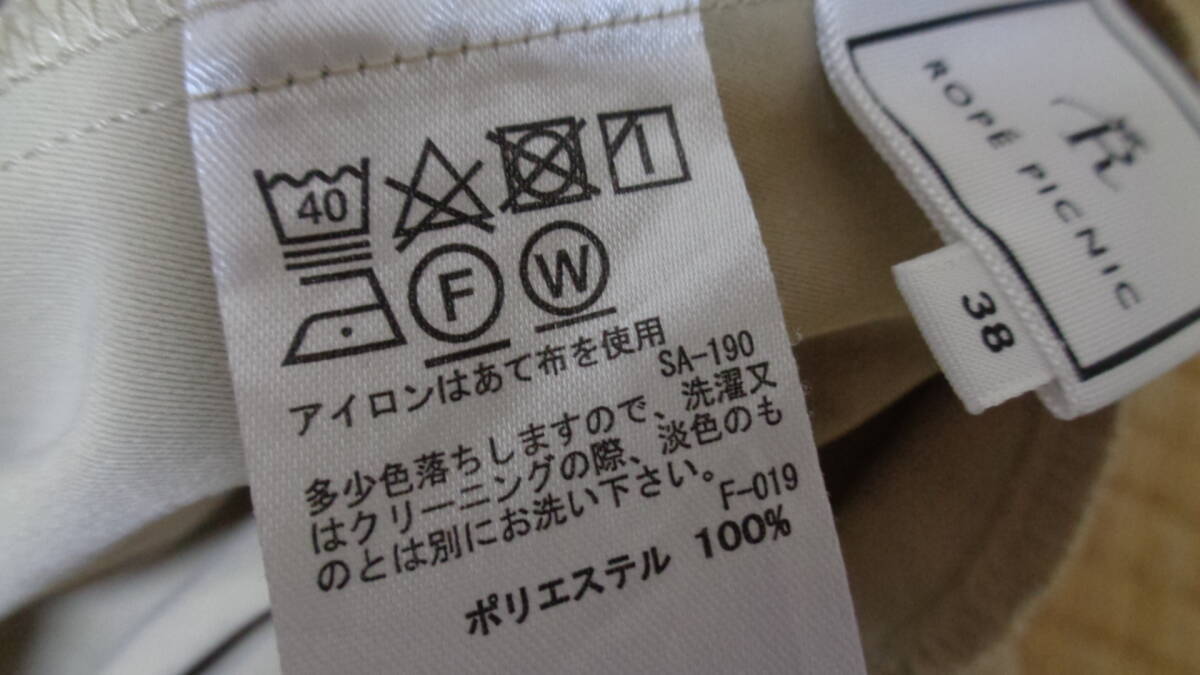 40
F W
アイロンはあて布を使用
SA-190
多少色落ちしますので、洗濯又
はクリーニングの際、淡色のも
のとは別にお洗い下さい。
F-019
ポリエステル 100%
R
ROPÉ PICNIC
38